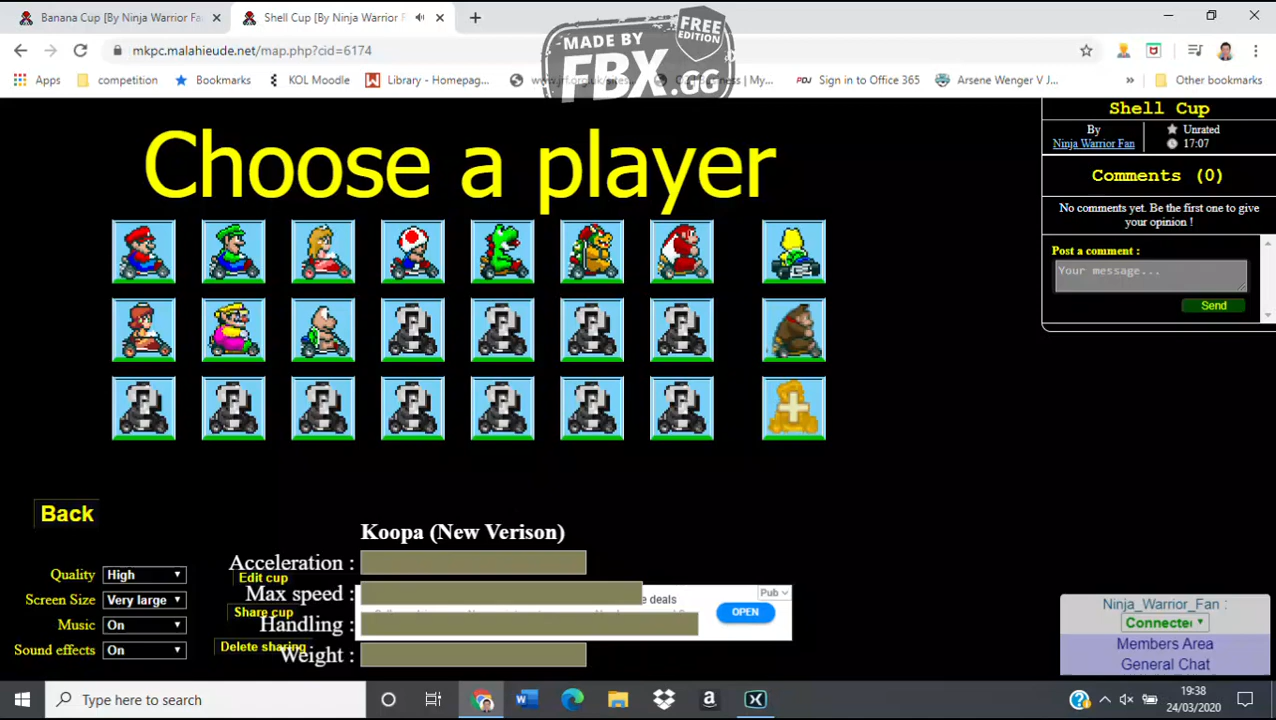 Banana Cup [By Ninja Warrior Fa
Shell Cup [By Ninja Warrior F
MADE BY
FBX.GG
FREE
EDITION
mkpc.malahieude.net/map.php?cid=6174
Apps
competition
Bookmarks
KOL Moodle
Library - Homepag...
PDJ
Sign in to Office 365
Arsene Wenger V J...
»
Other bookmarks
Choose a player
Shell Cup
By
Ninja Warrior Fan
Unrated
17:07
Comments (0)
No comments yet. Be the first one to give
your opinion !
Post a comment :
Your message...
Send
Back
Koopa (New Verison)
Acceleration :
Max speed :
Handling :
Weight :
Quality
High
Screen Size
Very large
Music
On
Sound effects
On
Edit cup
Share cup
Delete sharing
e deals
Pub
OPEN
Ninja_Warrior_Fan :
Connecte
Members Area
General Chat
Type here to search
19:38
24/03/2020